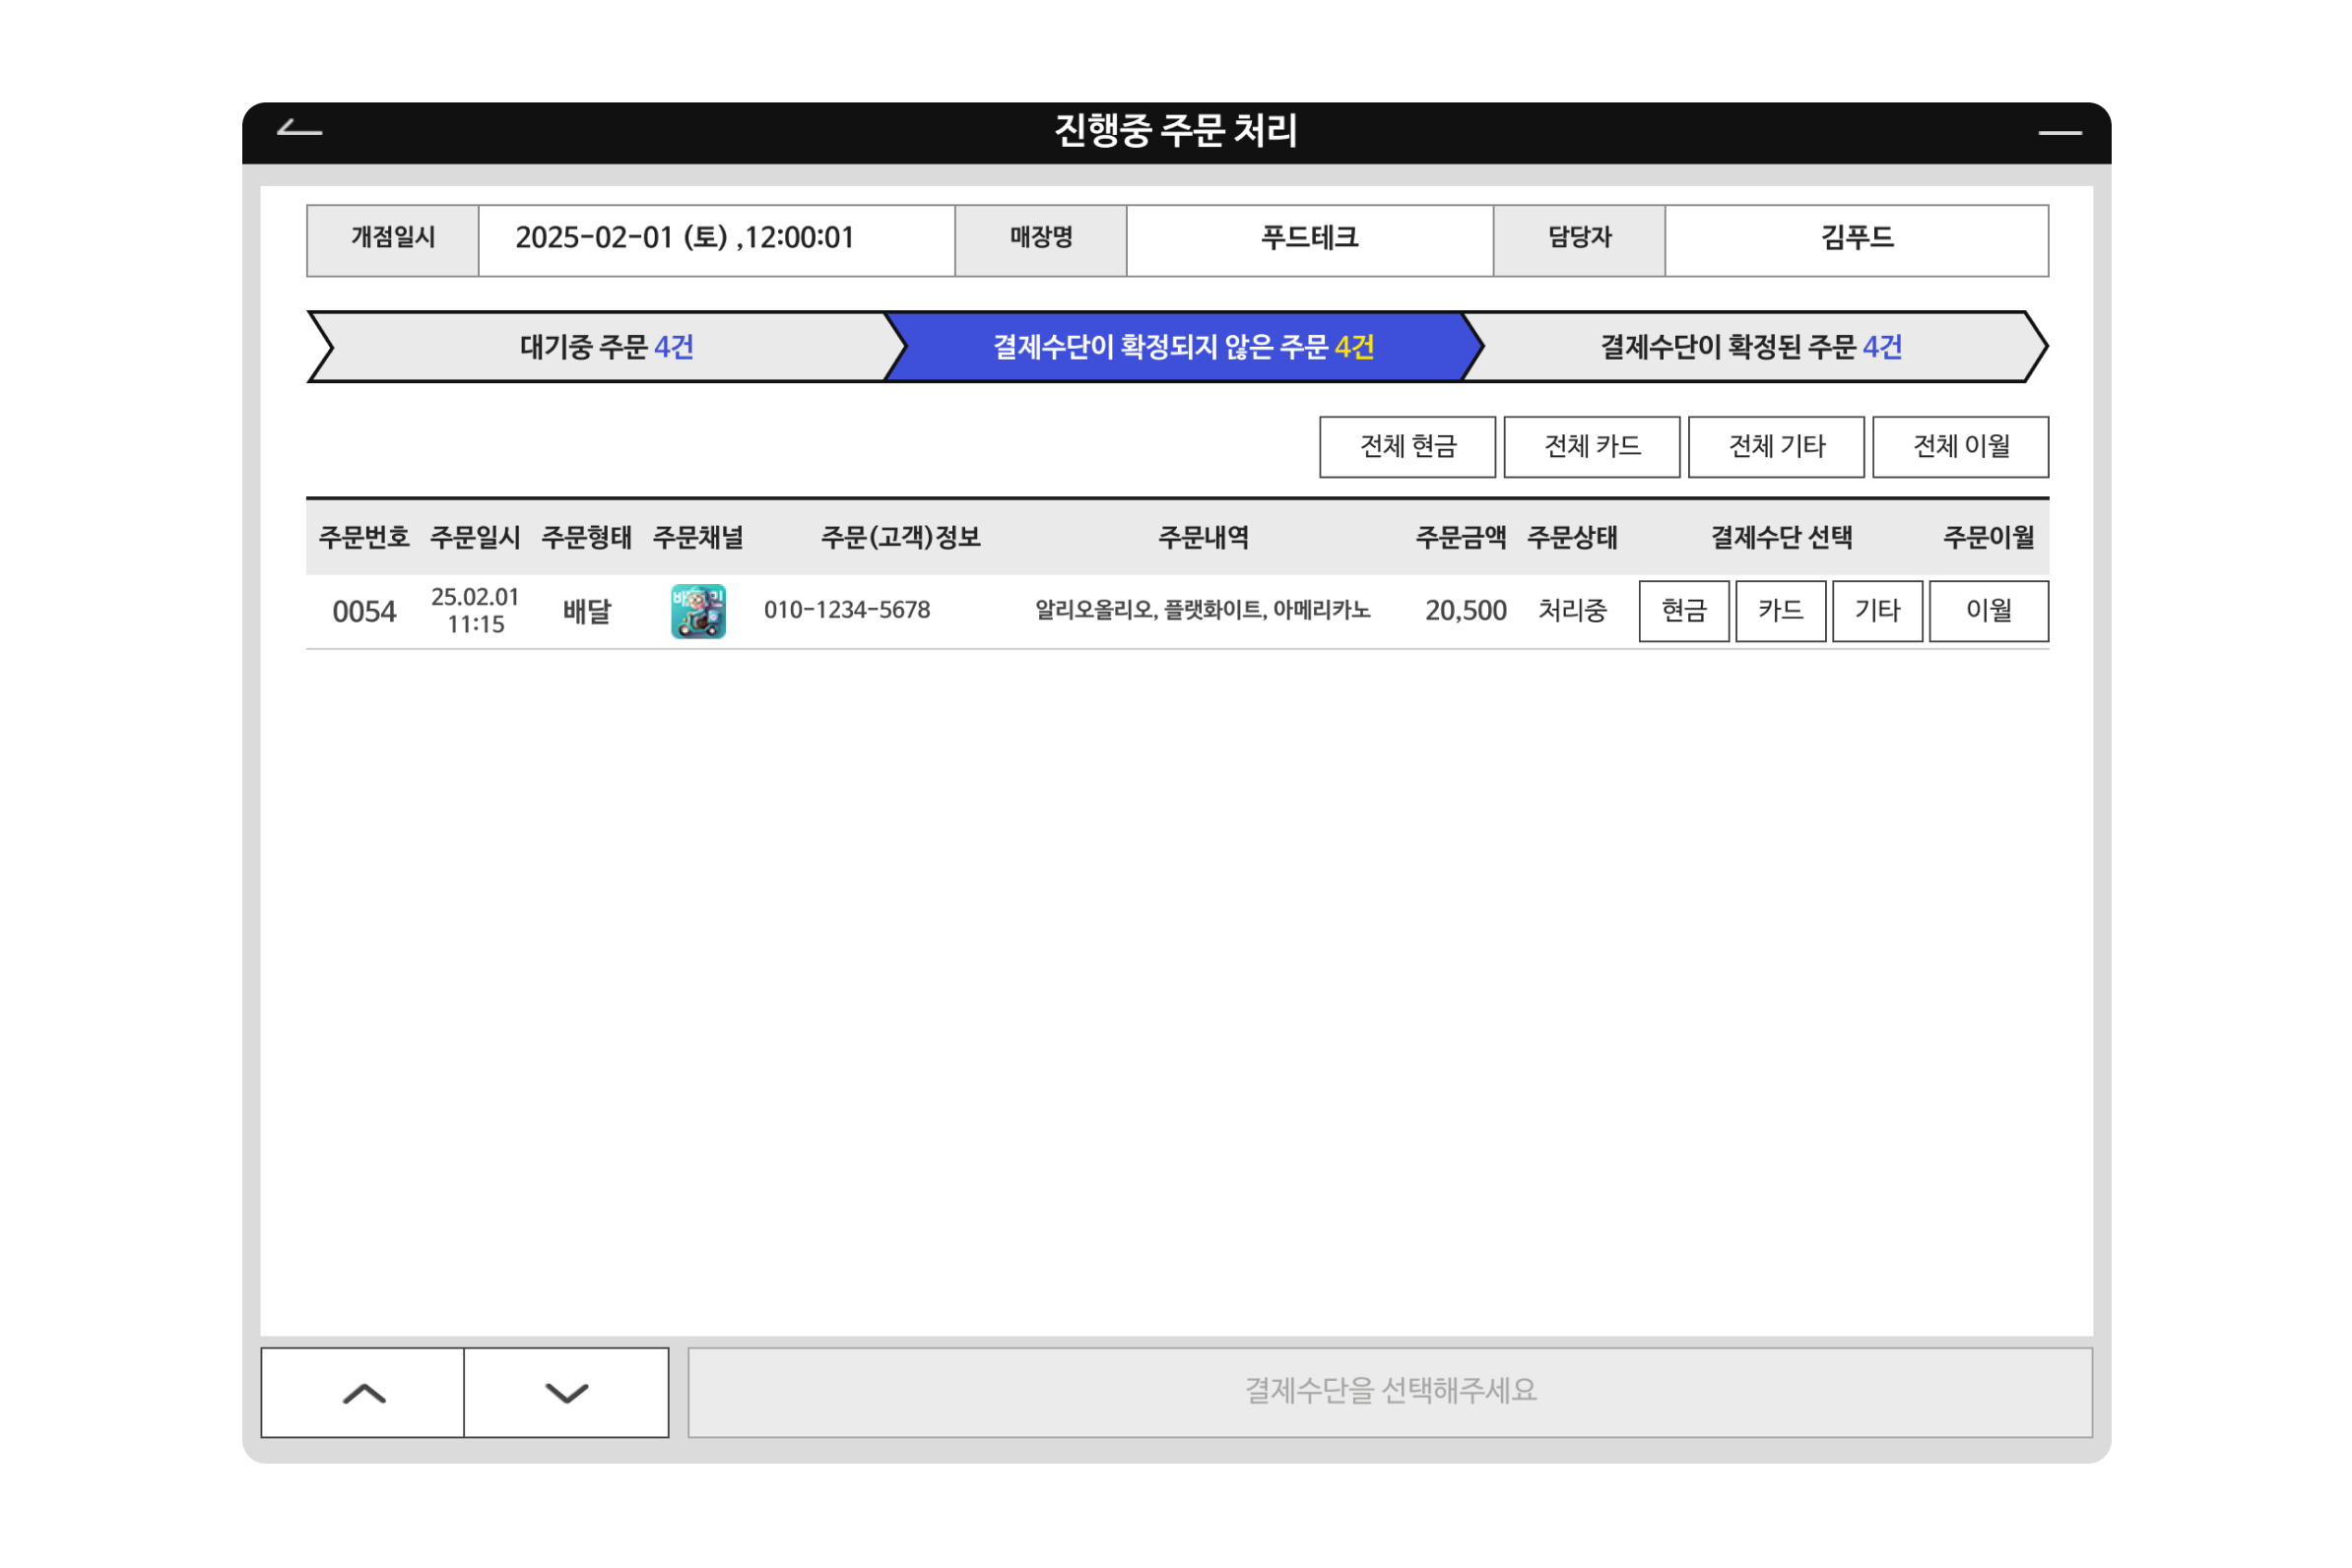 진행중 주문 처리
개점일시 2025-02-01 (토) ,12:00:01 매장명 푸드테크 담당자 김푸드
대기중 주문 4건 결제수단이 확정되지 않은 주문 4건 결제수단이 확정된 주문 4건
전체 현금 전체 카드 전체 기타 전체 이월
주문번호 주문일시 주문형태 주문채널 주문(고객)정보 주문내역 주문금액 주문상태 결제수단 선택 주문이월
0054 25.02.01 11:15 배달 010-1234-5678 알리오올리오, 플랫화이트, 아메리카노 20,500 처리중 현금 카드 기타 이월
결제수단을 선택해주세요